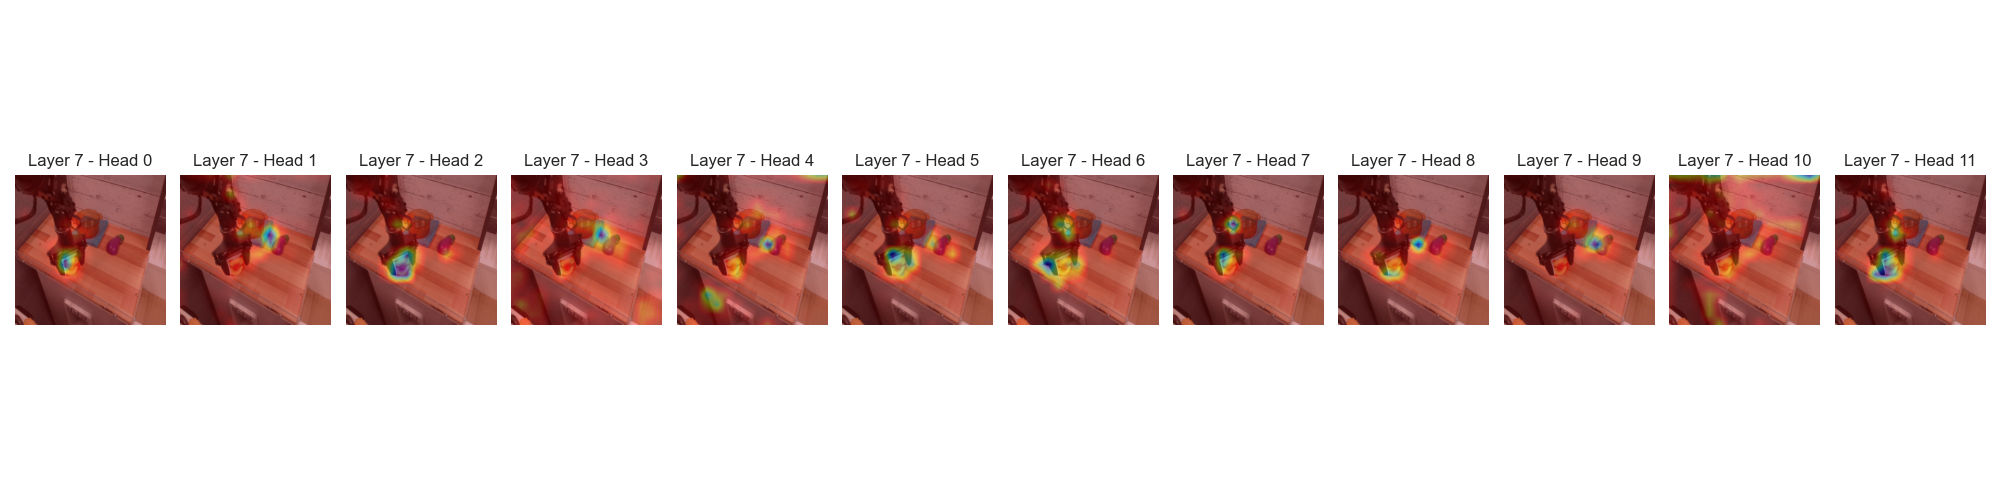 Layer 7 - Head 0
Layer 7 - Head 1
Layer 7 - Head 2
Layer 7 - Head 3
Layer 7 - Head 4
Layer 7 - Head 5
Layer 7 - Head 6
Layer 7 - Head 7
Layer 7 - Head 8
Layer 7 - Head 9
Layer 7 - Head 10
Layer 7 - Head 11